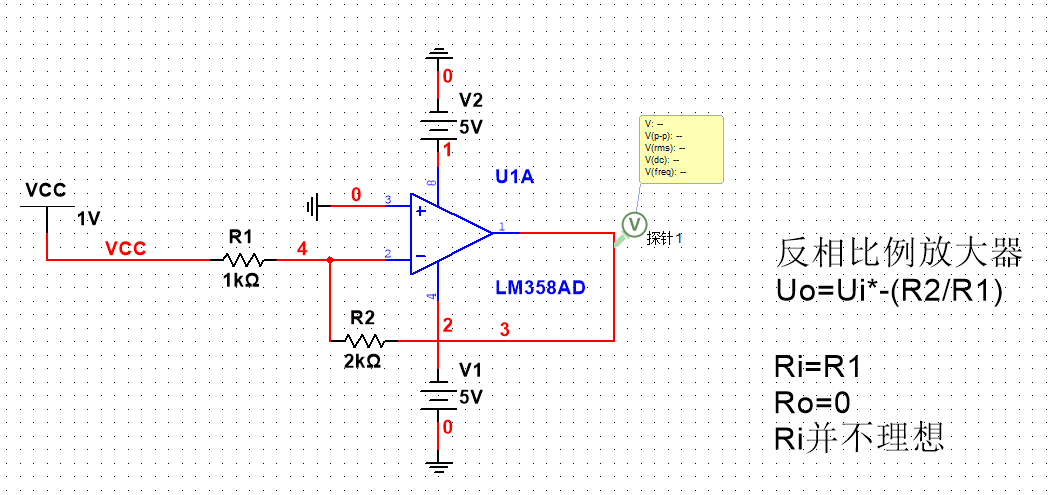 0
V2
5V
1
V: --
V(p-p): --
V(rms): --
V(dc): --
V(freq): --
8
U1A
VCC
1V
0
3
+
1
V
探针1
VCC
R1
4
2
−
1kΩ
4
LM358AD
反相比例放大器
Uo=Ui*-(R2/R1)
R2
2
3
2kΩ
V1
5V
0
Ri=R1
Ro=0
Ri并不理想